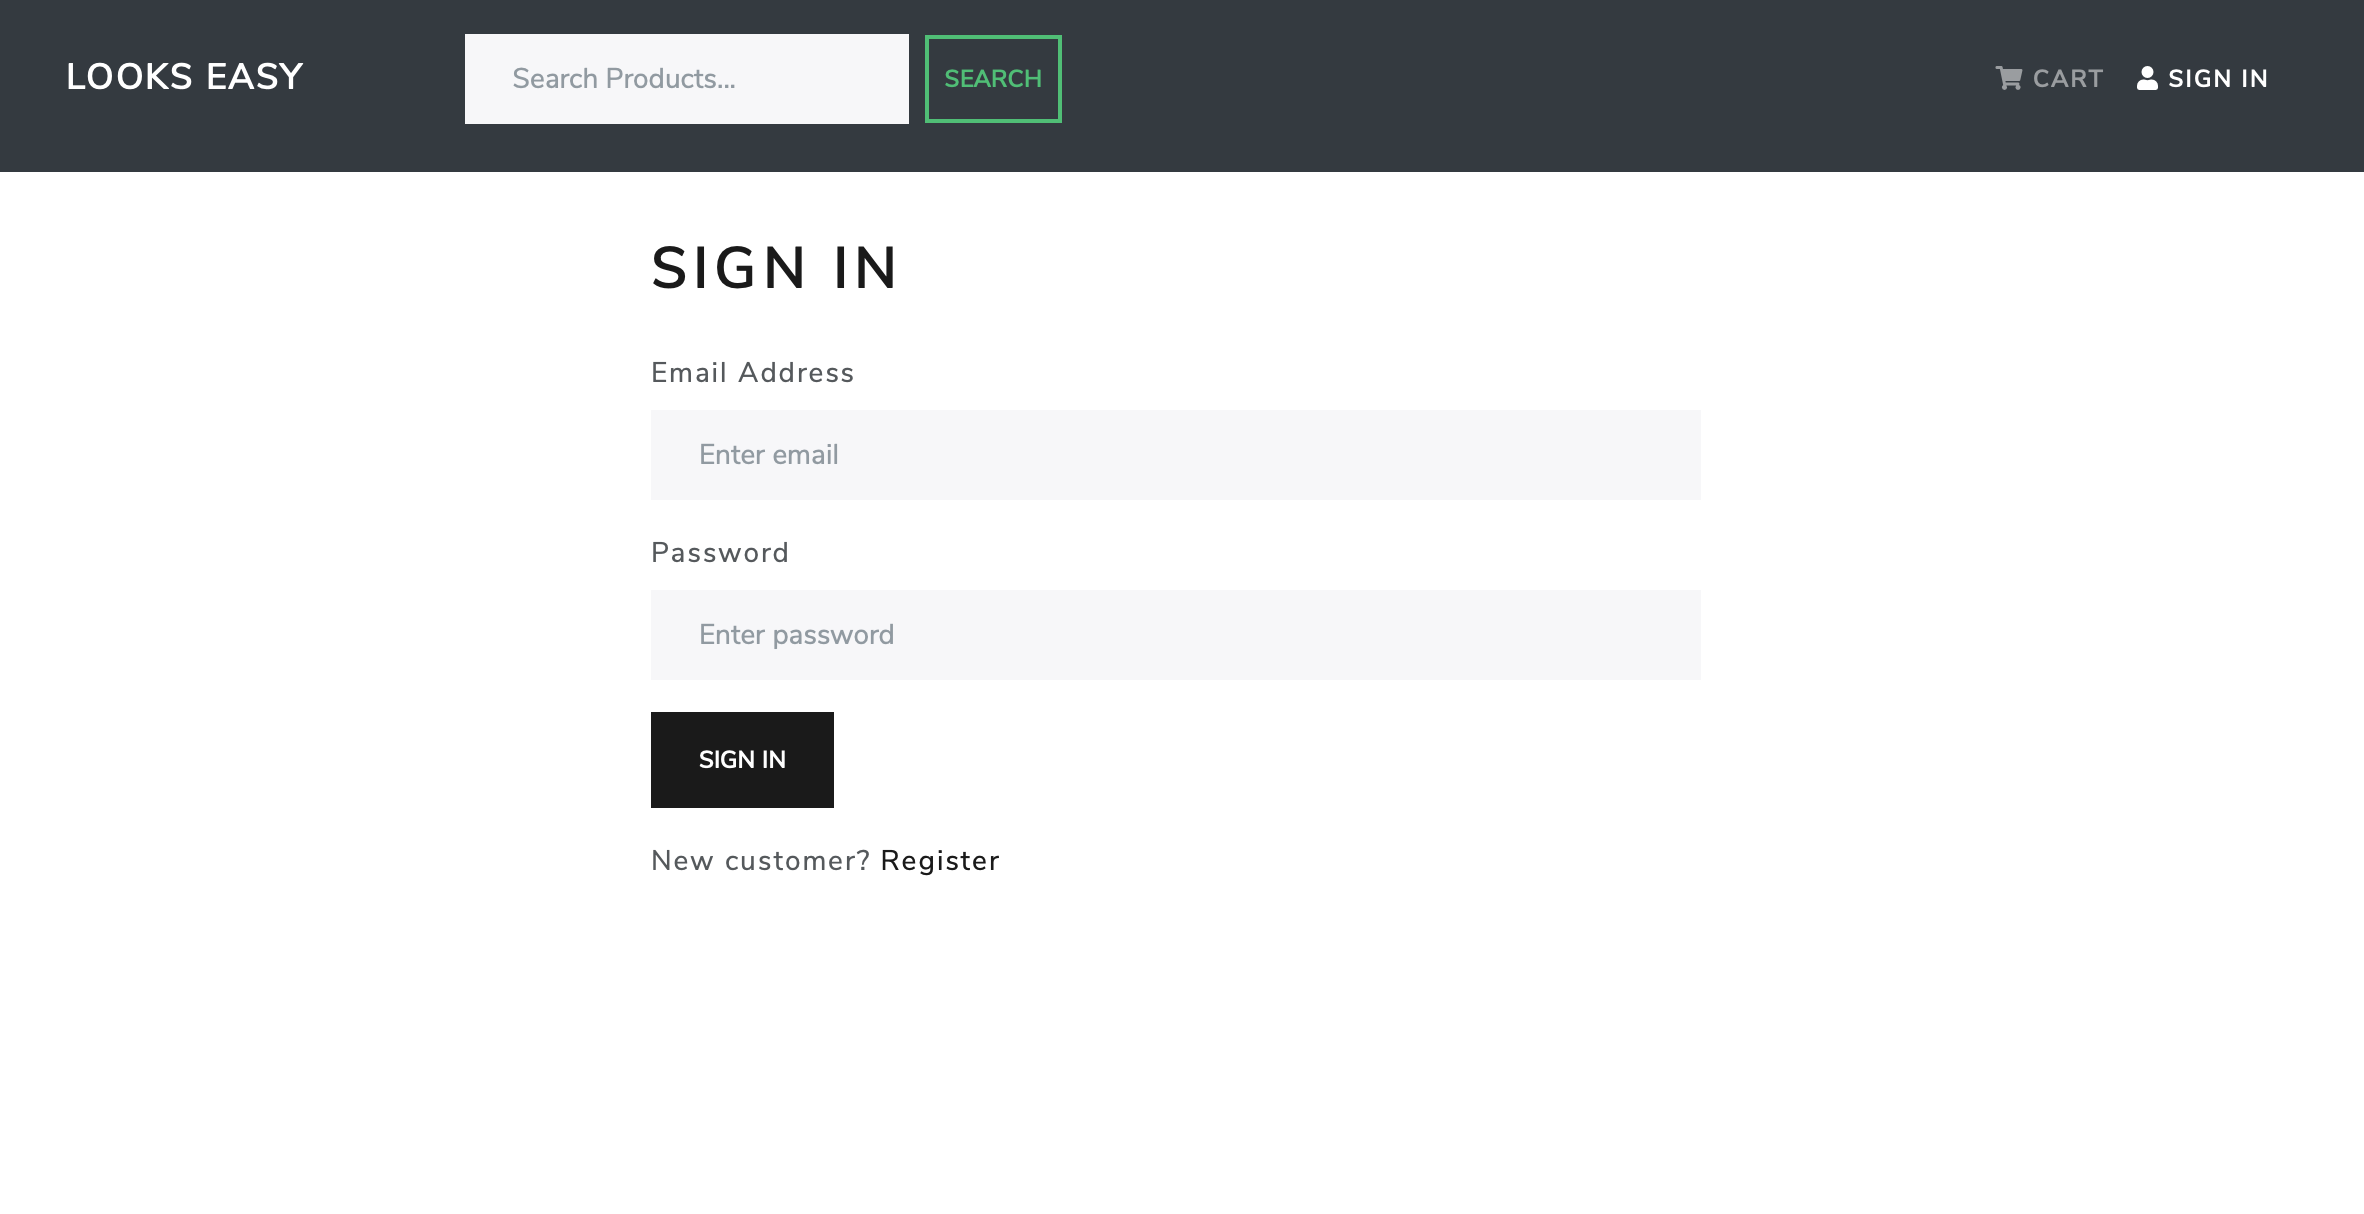 LOOKS EASY
Search Products...
SEARCH
CART
SIGN IN
SIGN IN
Email Address
Enter email
Password
Enter password
SIGN IN
New customer? Register